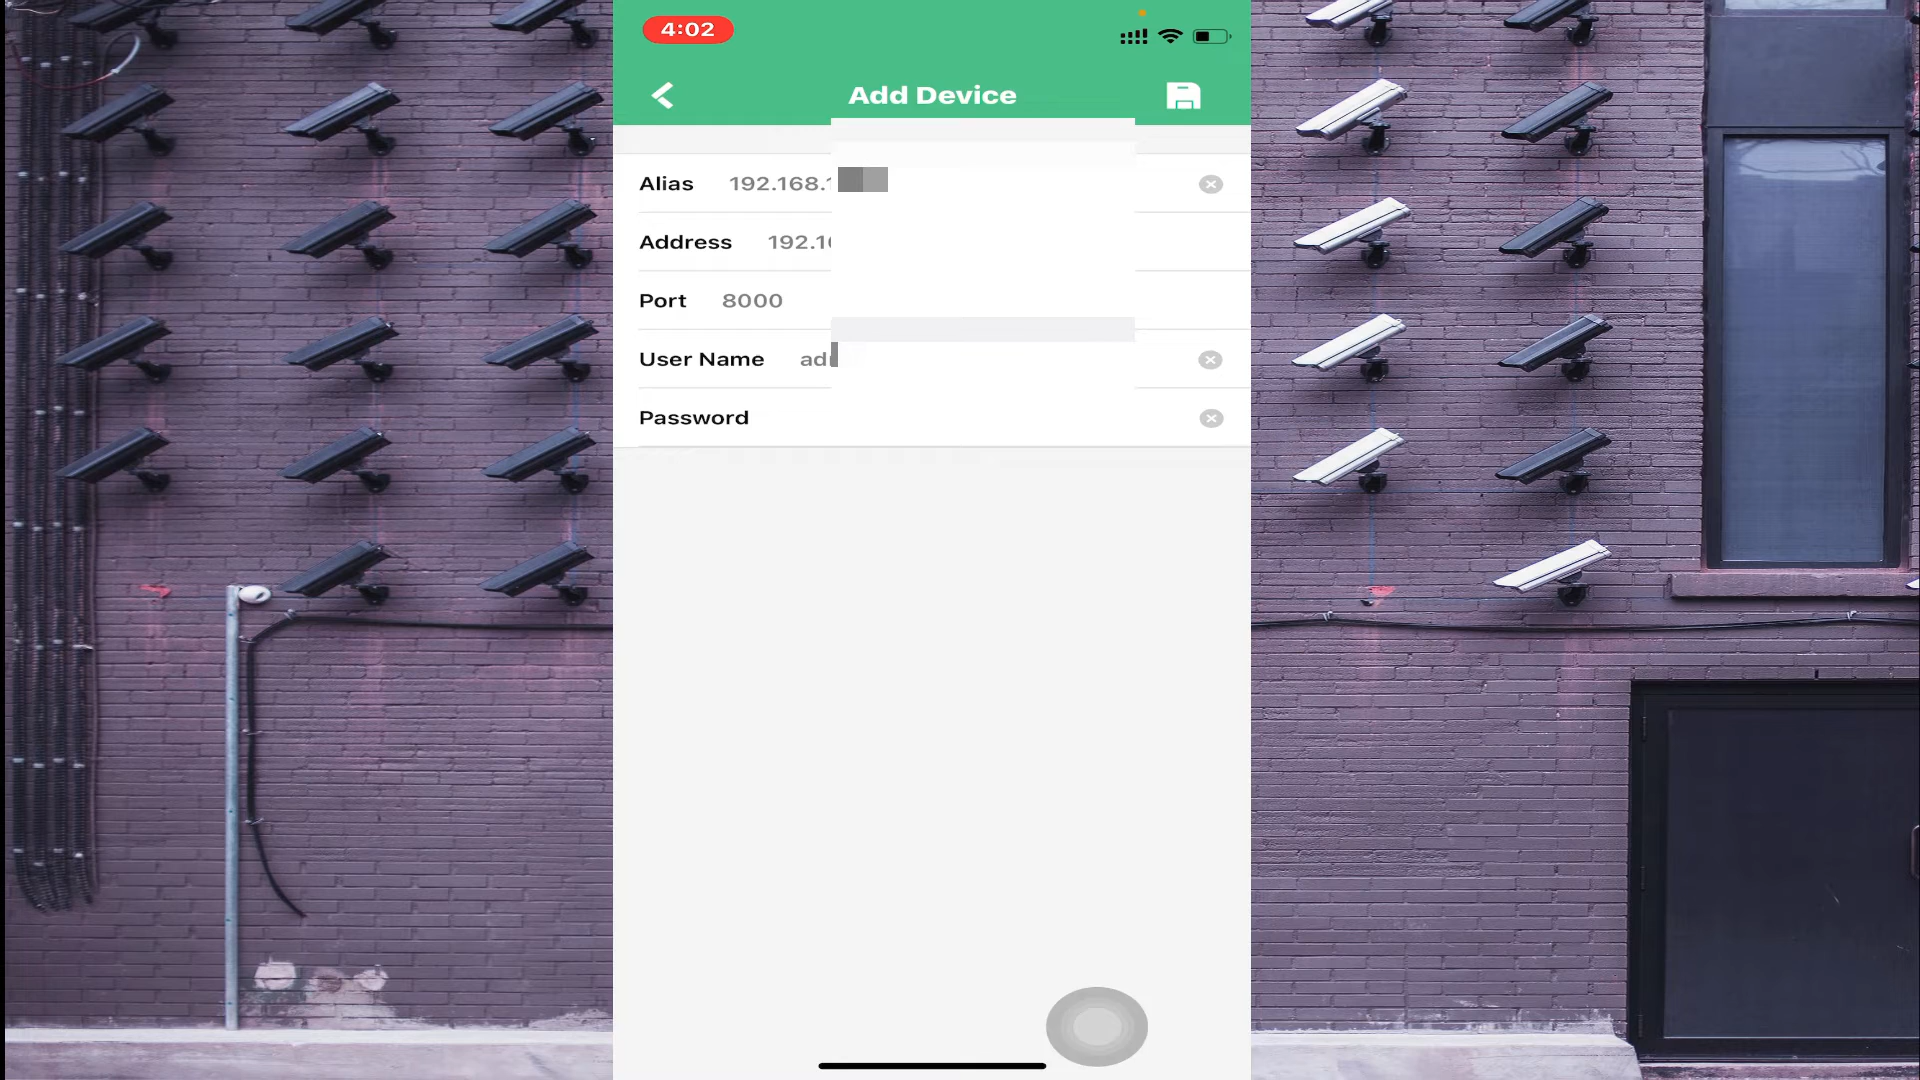 4:02
Add Device
Alias 192.168.
Address 192.1
Port 8000
User Name ad
Password